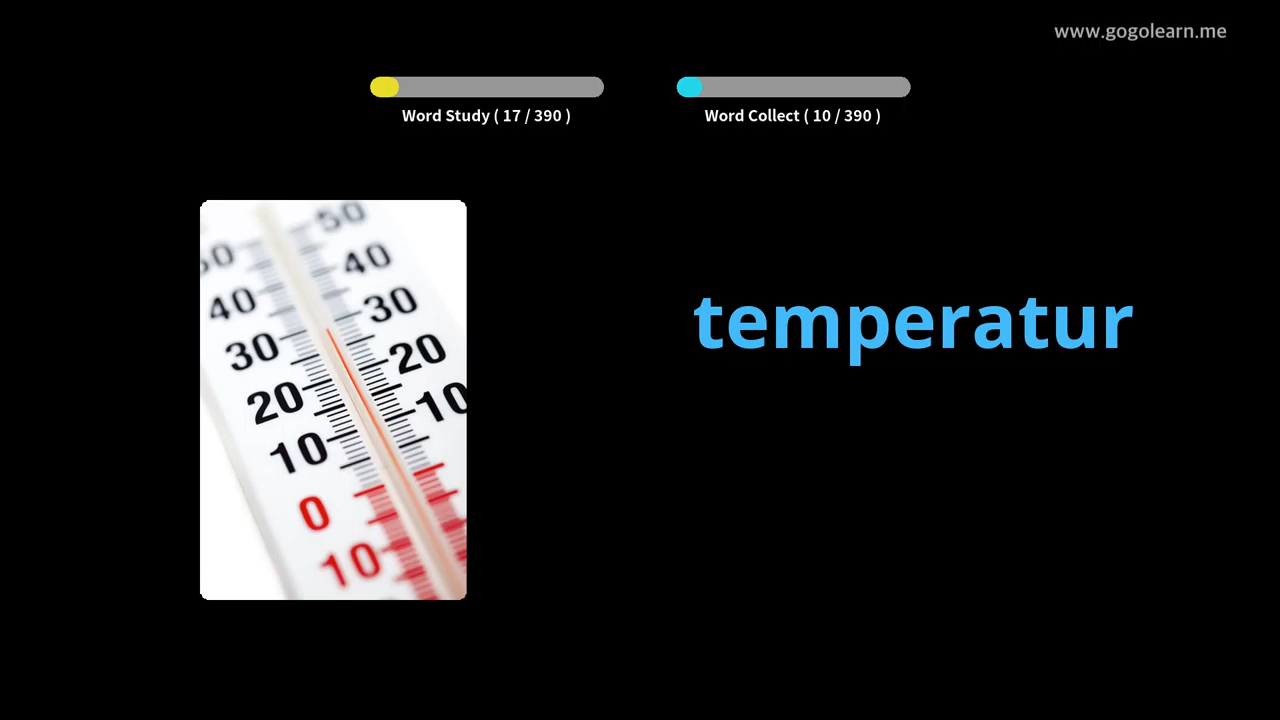 www.gogolearn.me
Word Study ( 17 / 390 )
Word Collect ( 10 / 390 )
temperatur
50
50 40
40 30
30 20
20 10
10
0
10